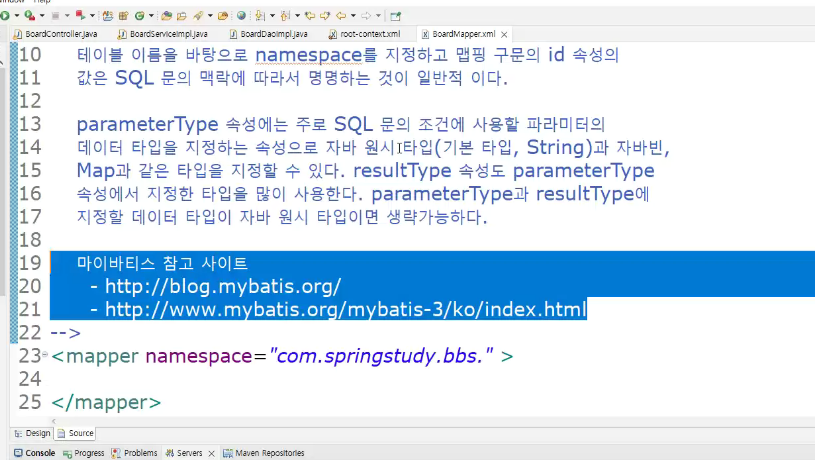 BoardController.java BoardServiceImpl.java BoardDaoImpl.java root-context.xml BoardMapper.xml
10 테이블 이름을 바탕으로 namespace를 지정하고 맵핑 구문의 id 속성의
11 값은 SQL 문의 맥락에 따라서 명명하는 것이 일반적 이다.
12
13 parameterType 속성에는 주로 SQL 문의 조건에 사용할 파라미터의
14 데이터 타입을 지정하는 속성으로 자바 원시 타입(기본 타입, String)과 자바빈,
15 Map과 같은 타입을 지정할 수 있다. resultType 속성도 parameterType
16 속성에서 지정한 타입을 많이 사용한다. parameterType과 resultType에
17 지정할 데이터 타입이 자바 원시 타입이면 생략가능하다.
18
19 마이바티스 참고 사이트
20 - http://blog.mybatis.org/
21 - http://www.mybatis.org/mybatis-3/ko/index.html
22 -->
23 <mapper namespace="com.springstudy.bbs." >
24
25 </mapper>
Design Source
Console Progress Problems Servers Maven Repositories